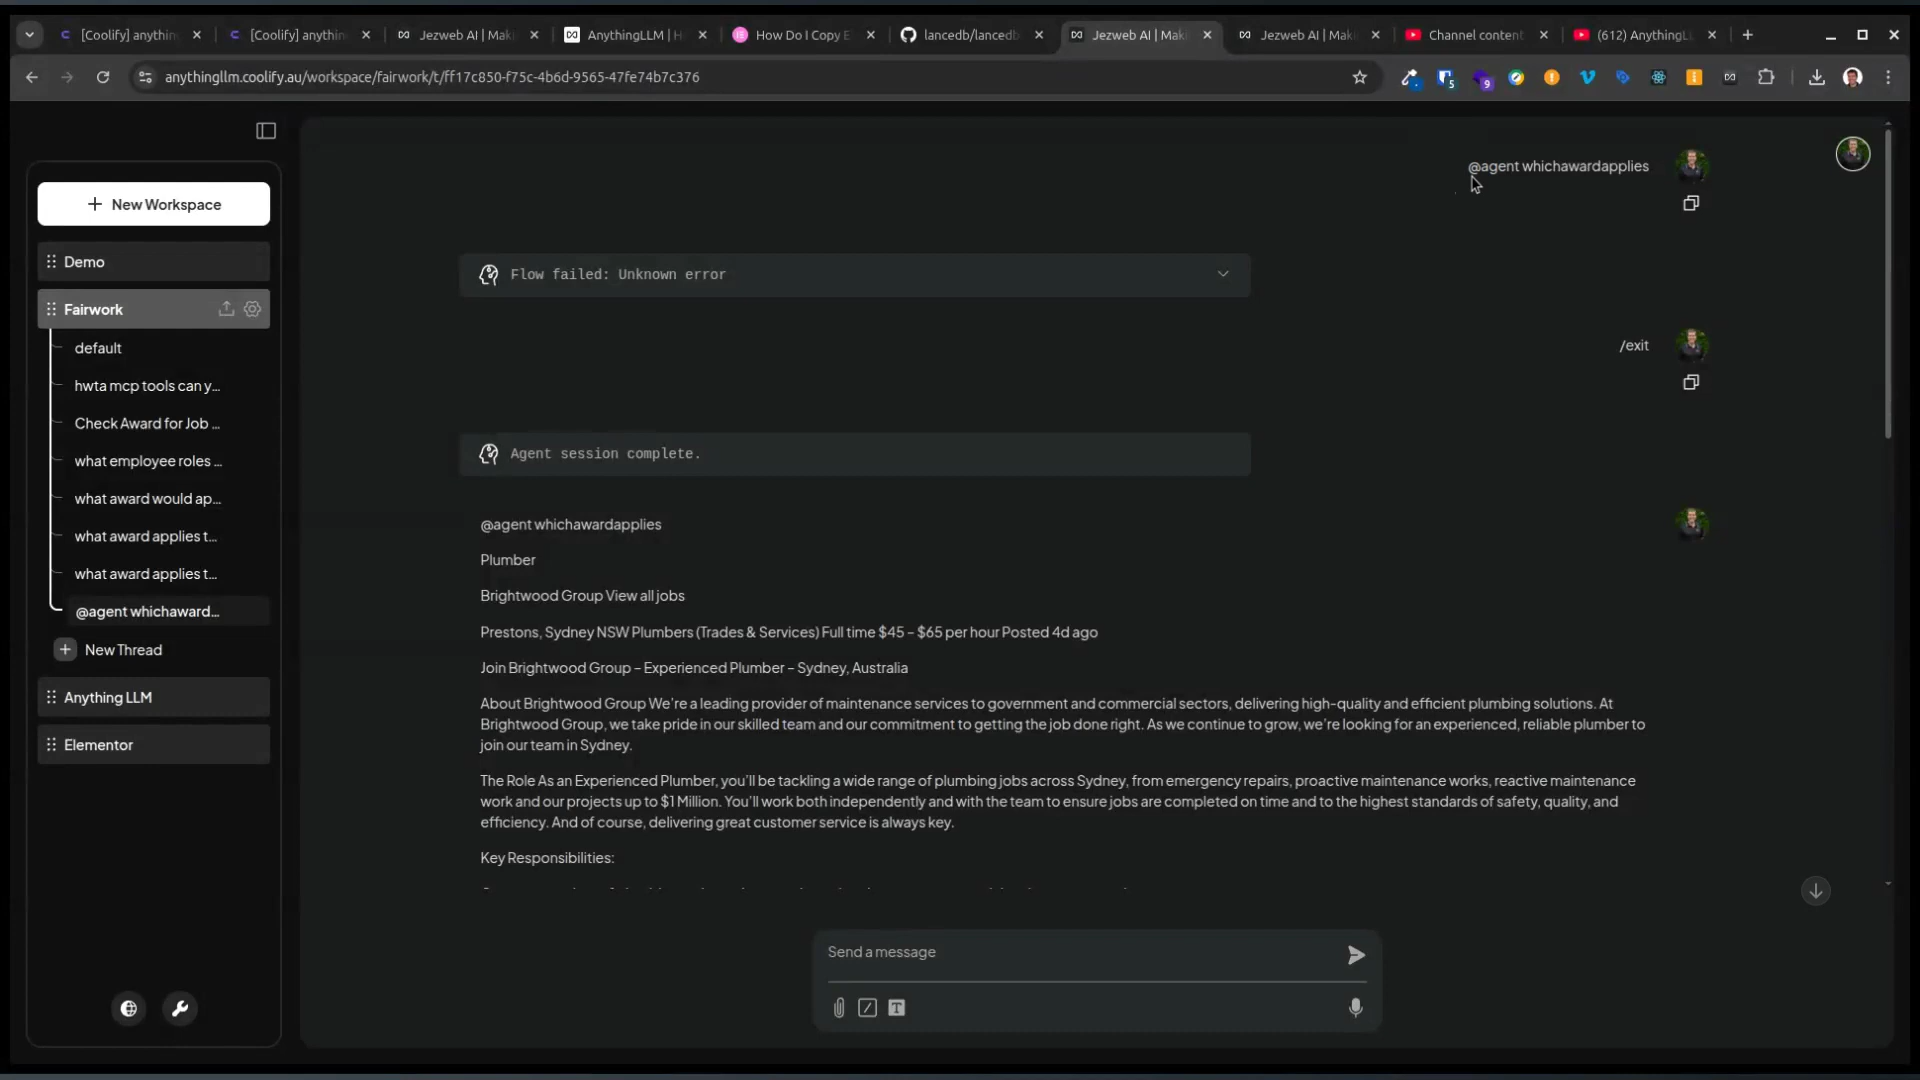 [Coolify] anythin
[Coolify] anythin
Jezweb AI | Maki
AnythingLLM | H
How Do I Copy E
lancedb/lancedb
Jezweb AI | Maki
Jezweb AI | Maki
Channel content
(612) AnythingL
anythingllm.coolify.au/workspace/fairwork/t/ff17c850-f75c-4b6d-9565-47fe74b7c376
5
9
New Workspace
Demo
Fairwork
default
hwta mcp tools can y...
Check Award for Job ...
what employee roles ...
what award would ap...
what award applies t...
what award applies t...
@agent whichaward...
New Thread
Anything LLM
Elementor
@agent whichawardapplies
Flow failed: Unknown error
/exit
Agent session complete.
@agent whichawardapplies
Plumber
Brightwood Group View all jobs
Prestons, Sydney NSW Plumbers (Trades & Services) Full time $45 – $65 per hour Posted 4d ago
Join Brightwood Group – Experienced Plumber – Sydney, Australia
About Brightwood Group We're a leading provider of maintenance services to government and commercial sectors, delivering high-quality and efficient plumbing solutions. At
Brightwood Group, we take pride in our skilled team and our commitment to getting the job done right. As we continue to grow, we're looking for an experienced, reliable plumber to
join our team in Sydney.
The Role As an Experienced Plumber, you'll be tackling a wide range of plumbing jobs across Sydney, from emergency repairs, proactive maintenance works, reactive maintenance
work and our projects up to $1 Million. You'll work both independently and with the team to ensure jobs are completed on time and to the highest standards of safety, quality, and
efficiency. And of course, delivering great customer service is always key.
Key Responsibilities:
Send a message